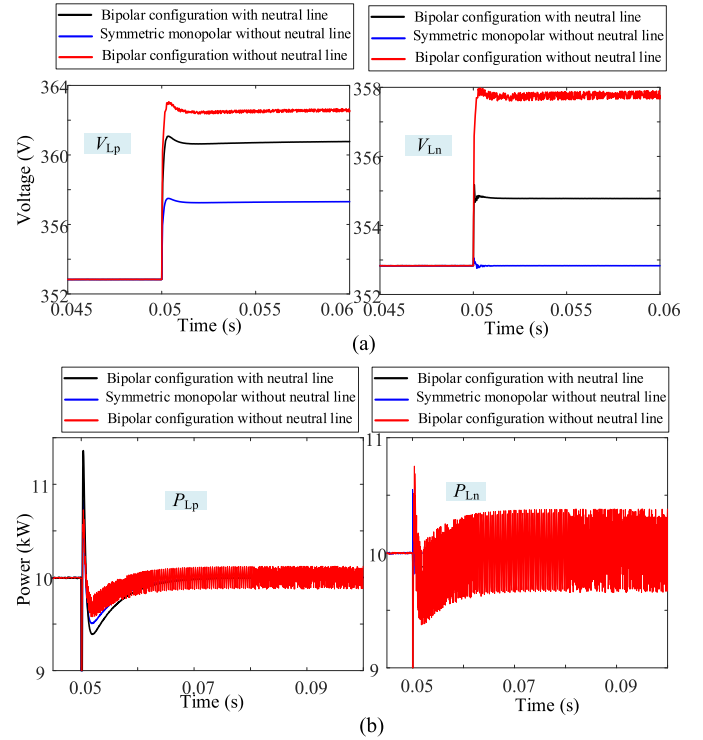 Bipolar configuration with neutral line
Symmetric monopolar without neutral line
Bipolar configuration without neutral line
Bipolar configuration with neutral line
Symmetric monopolar without neutral line
Bipolar configuration without neutral line
Voltage (V)
364
360
356
352
VLp
0.045
0.05
0.055
0.06
Time (s)
358
356
354
352
VLn
0.045
0.05
0.055
0.06
Time (s)
(a)
Bipolar configuration with neutral line
Symmetric monopolar without neutral line
Bipolar configuration without neutral line
Bipolar configuration with neutral line
Symmetric monopolar without neutral line
Bipolar configuration without neutral line
Power (kW)
11
10
9
PLp
0.05
0.07
0.09
Time (s)
11
10
9
PLn
0.05
0.07
0.09
Time (s)
(b)